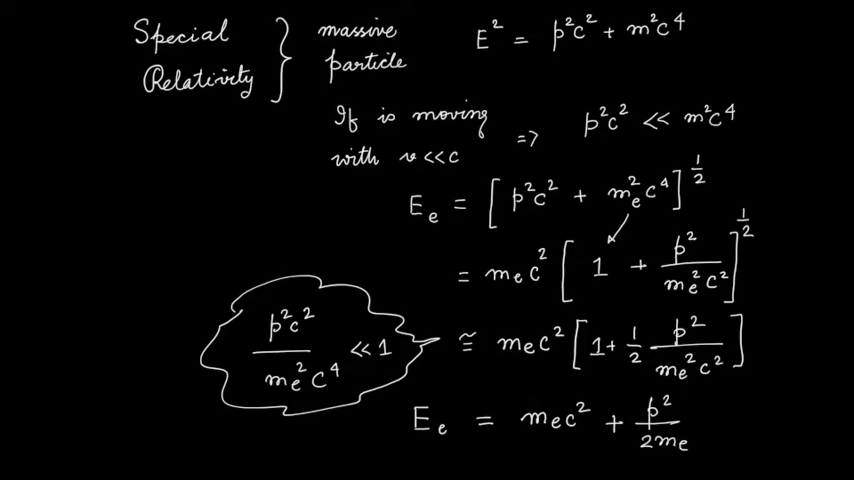 Special Relativity } massive particle E² = p²c² + m²c⁴
If is moving with v<<c => p²c² << m²c⁴
Eₑ = [p²c² + mₑ²c⁴]^½
= mₑc² [1 + p²/mₑ²c²]^½
p²c²/mₑ²c⁴ << 1
≅ mₑc² [1 + ½ p²/mₑ²c²]
Eₑ = mₑc² + p²/2mₑ